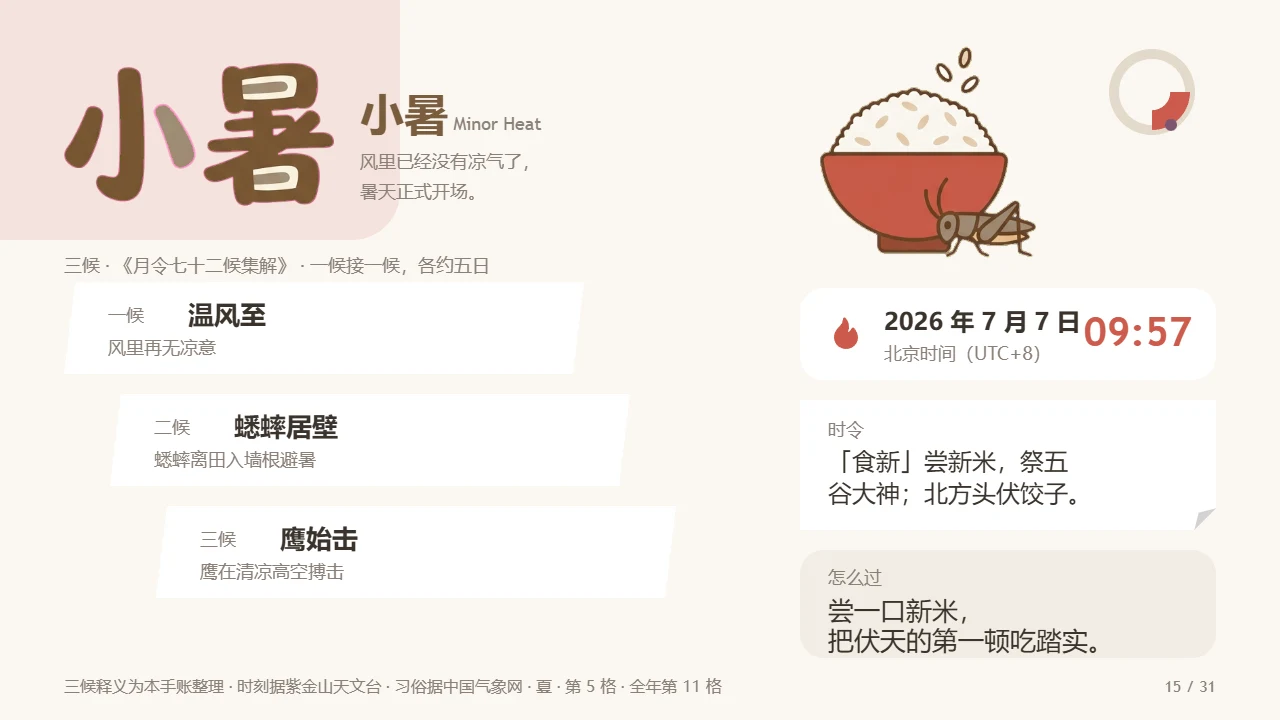 小暑
小暑 Minor Heat
风里已经没有凉气了，
暑天正式开场。
三候 · 《月令七十二候集解》 · 一候接一候，各约五日
一候 温风至
风里再无凉意
二候 蟋蟀居壁
蟋蟀离田入墙根避暑
三候 鹰始击
鹰在清凉高空搏击
2026 年 7 月 7 日 09:57
北京时间（UTC+8）
时令
「食新」尝新米，祭五
谷大神；北方头伏饺子。
怎么过
尝一口新米，
把伏天的第一顿吃踏实。
三候释义为本手账整理 · 时刻据紫金山天文台 · 习俗据中国气象网 · 夏 · 第 5 格 · 全年第 11 格
15 / 31